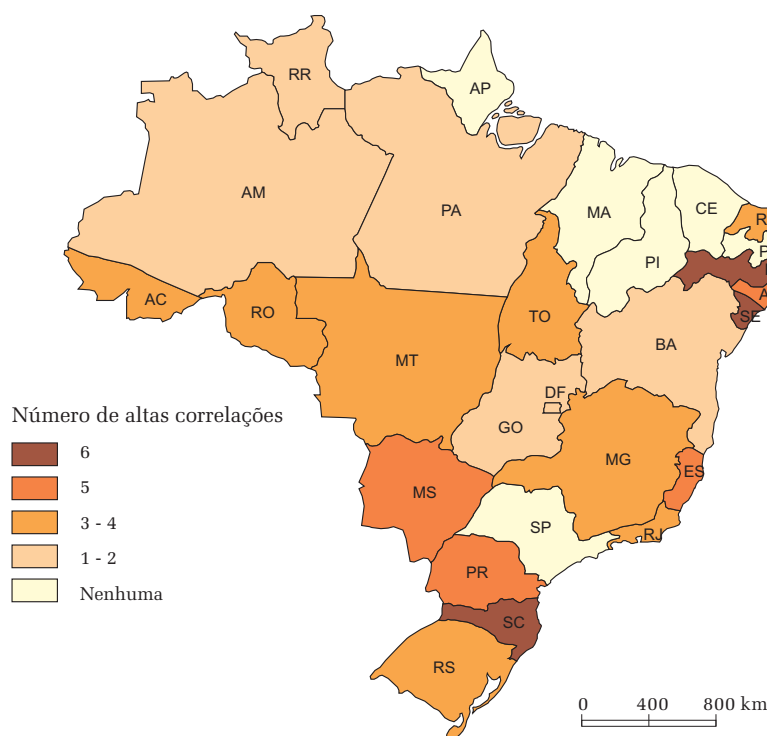 RR
AP
AM
PA
MA
CE
R
PI
P
AC
RO
TO
A
SE
MT
BA
DF
GO
MG
ES
MS
SP
RJ
PR
SC
RS
Número de altas correlações
6
5
3 - 4
1 - 2
Nenhuma
0 400 800 km